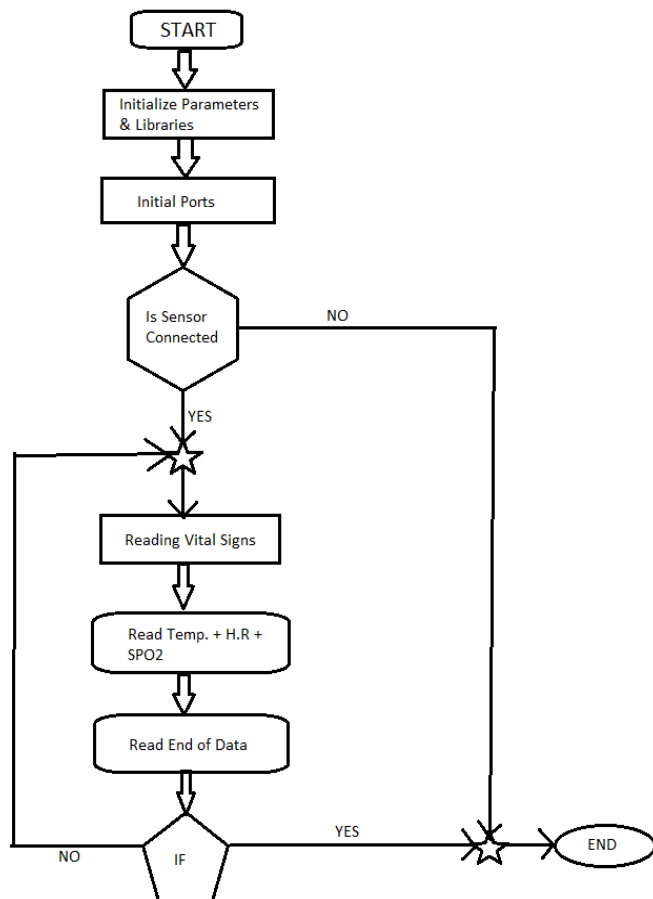 START
Initialize Parameters
& Libraries
Initial Ports
Is Sensor
Connected
NO
YES
Reading Vital Signs
Read Temp. + H.R +
SPO2
Read End of Data
NO
IF
YES
END